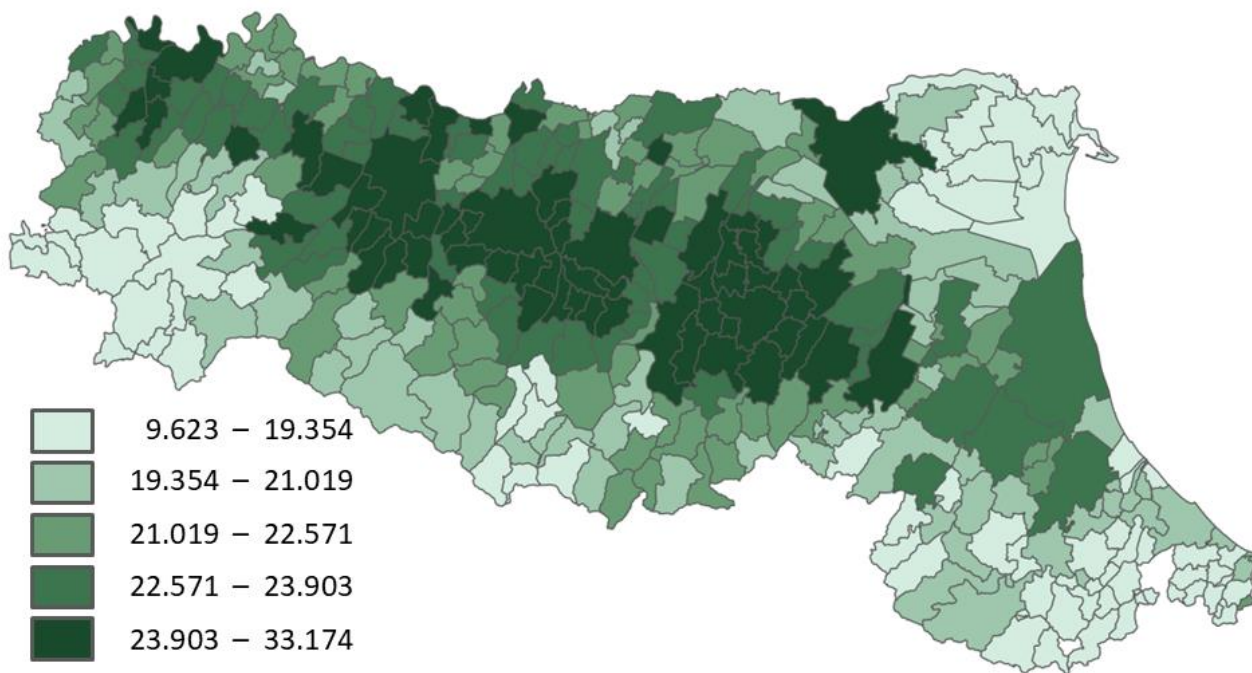 9.623 – 19.354
19.354 – 21.019
21.019 – 22.571
22.571 – 23.903
23.903 – 33.174